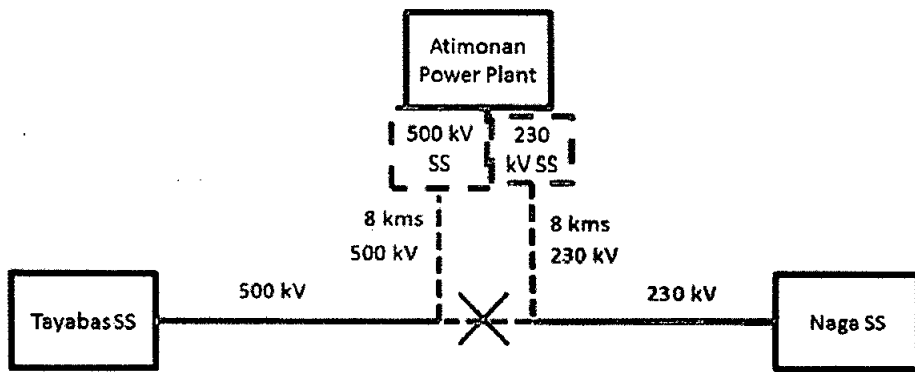 Atimonan
Power Plant
500 kV
SS
230
kV SS
8 kms
500 kV
8 kms
230 kV
500 kV
230 kV
Tayabas SS
Naga SS